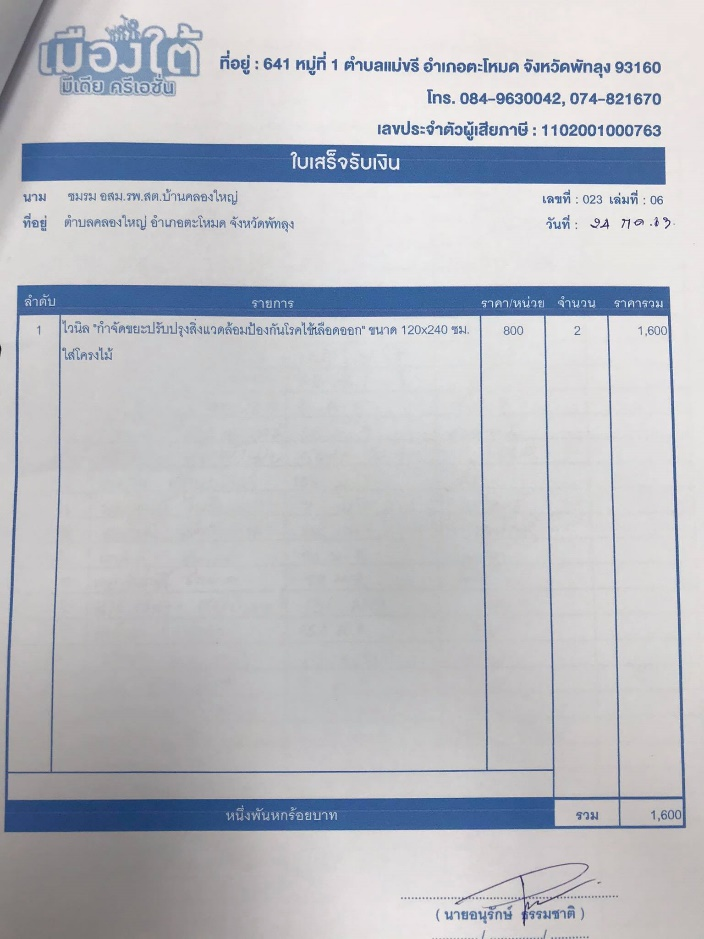 เมืองใต้
มีเดีย ครีเอชั่น
ที่อยู่ : 641 หมู่ที่ 1 ตำบลแม่ขรี อำเภอตะโหมด จังหวัดพัทลุง 93160
โทร. 084-9630042, 074-821670
เลขประจำตัวผู้เสียภาษี : 1102001000763
ใบเสร็จรับเงิน
นาม ชมรม อสม.รพ.สต.บ้านคลองใหญ่ เลขที่ : 023 เล่มที่ : 06
ที่อยู่ ตำบลคลองใหญ่ อำเภอตะโหมด จังหวัดพัทลุง วันที่ :
ลำดับ รายการ ราคา/หน่วย จำนวน ราคารวม
1 ไวนิล "กำจัดขยะปรับปรุงสิ่งแวดล้อมป้องกันโรคไข้เลือดออก" ขนาด 120x240 ซม. 800 2 1,600
ใส่โครงไม้
หนึ่งพันหกร้อยบาท รวม 1,600
( นายอนุรักษ์ ธรรมชาติ )